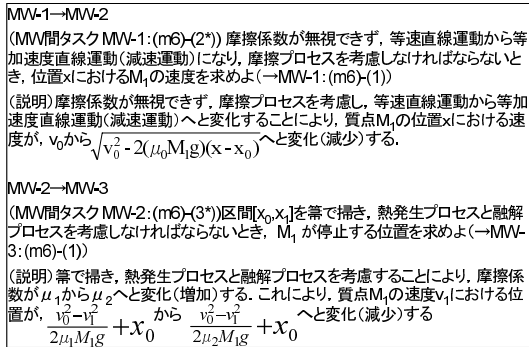 MW-1→MW-2
(MW間タスク MW-1:(m6)-(2*)) 摩擦係数が無視できず，等速直線運動から等
加速度直線運動(減速運動)になり，摩擦プロセスを考慮しなければならないと
き，位置xにおけるM₁の速度を求めよ(→MW-1:(m6)-(1))
(説明)摩擦係数が無視できず，摩擦プロセスを考慮し，等速直線運動から等加
速度直線運動(減速運動)へと変化することにより，質点M₁の位置xにおける速
度が，v₀から√(v₀²-2(μ₀M₁g)(x-x₀))へと変化(減少)する．
MW-2→MW-3
(MW間タスク MW-2:(m6)-(3*))区間[x₀,x₁]を箒で掃き，熱発生プロセスと融解
プロセスを考慮しなければならないとき， M₁ が停止する位置を求めよ(→MW-
3:(m6)-(1))
(説明)箒で掃き，熱発生プロセスと融解プロセスを考慮することにより，摩擦係
数がμ₁からμ₂へと変化(増加)する．これにより，質点M₁の速度v₁における位
置が，(v₀²-v₁²)/(2μ₁M₁g)+x₀ から (v₀²-v₁²)/(2μ₂M₁g)+x₀ へと変化(減少)する